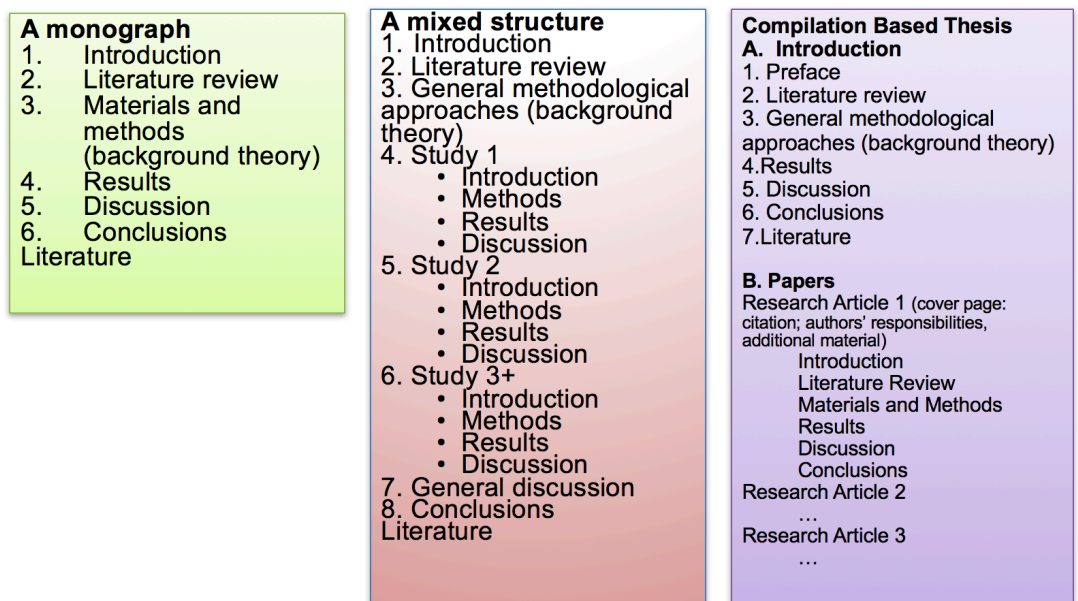 A monograph
1. Introduction
2. Literature review
3. Materials and
methods
(background theory)
4. Results
5. Discussion
6. Conclusions
Literature
A mixed structure
1. Introduction
2. Literature review
3. General methodological
approaches (background
theory)
4. Study 1
• Introduction
• Methods
• Results
• Discussion
5. Study 2
• Introduction
• Methods
• Results
• Discussion
6. Study 3+
• Introduction
• Methods
• Results
• Discussion
7. General discussion
8. Conclusions
Literature
Compilation Based Thesis
A. Introduction
1. Preface
2. Literature review
3. General methodological
approaches (background theory)
4.Results
5. Discussion
6. Conclusions
7.Literature
B. Papers
Research Article 1 (cover page:
citation; authors' responsibilities,
additional material)
Introduction
Literature Review
Materials and Methods
Results
Discussion
Conclusions
Research Article 2
…
Research Article 3
…